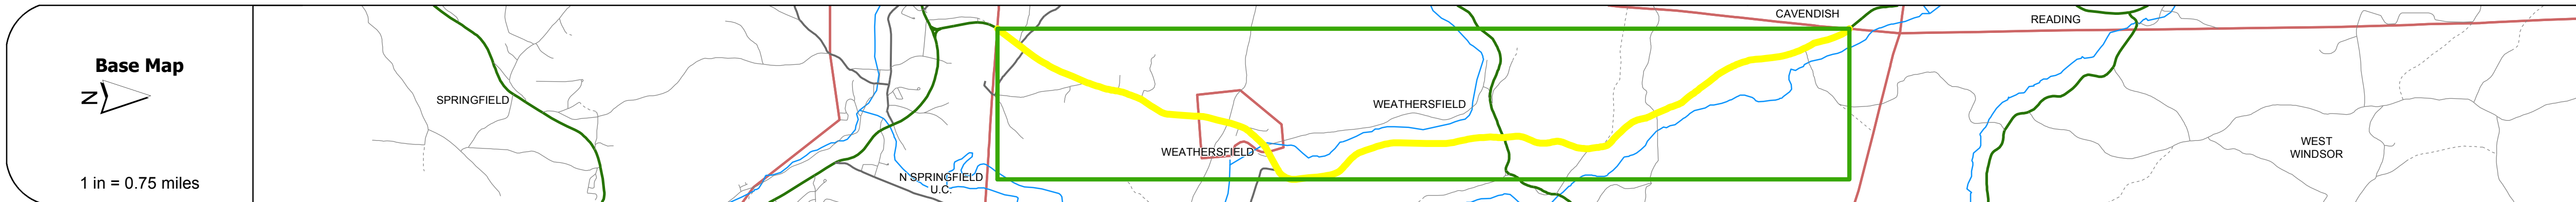 Base Map
N
1 in = 0.75 miles
SPRINGFIELD
N SPRINGFIELD
U.C.
WEATHERSFIELD
WEATHERSFIELD
CAVENDISH
READING
WEST
WINDSOR